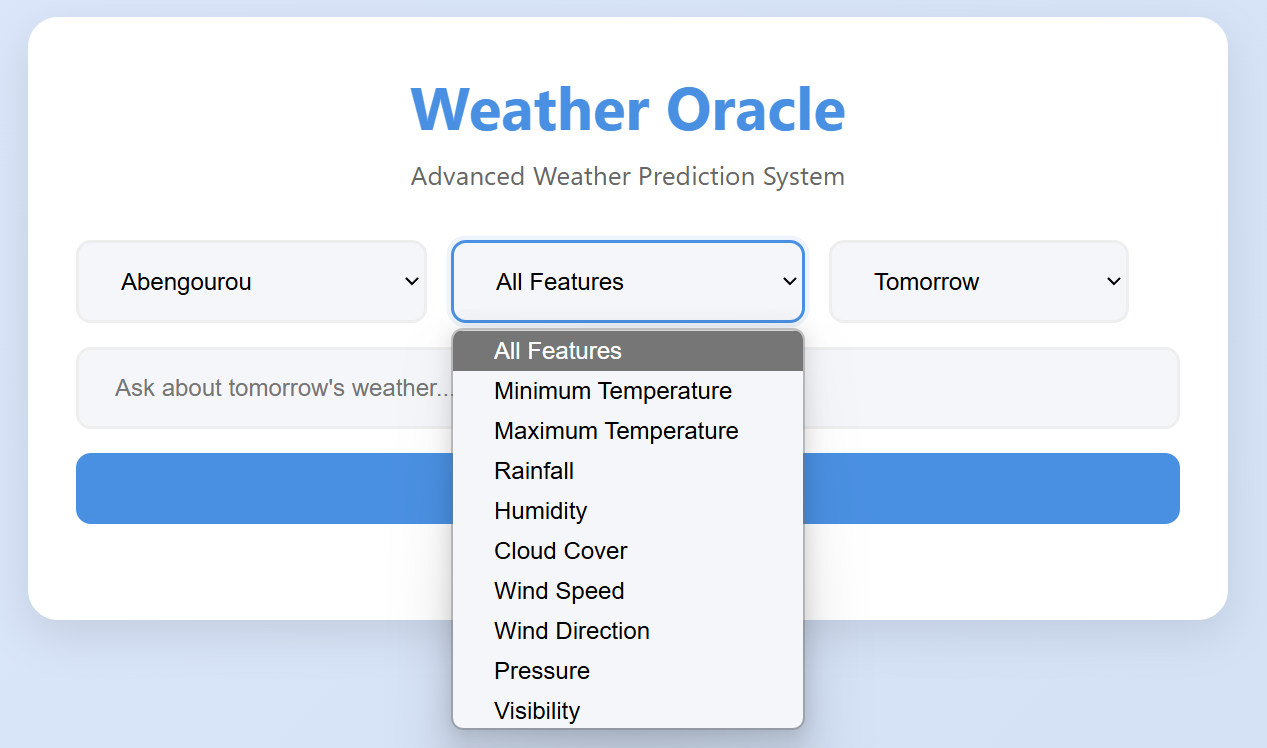 Weather Oracle
Advanced Weather Prediction System
Abengourou
All Features
Tomorrow
Ask about tomorrow's weather...
All Features
Minimum Temperature
Maximum Temperature
Rainfall
Humidity
Cloud Cover
Wind Speed
Wind Direction
Pressure
Visibility